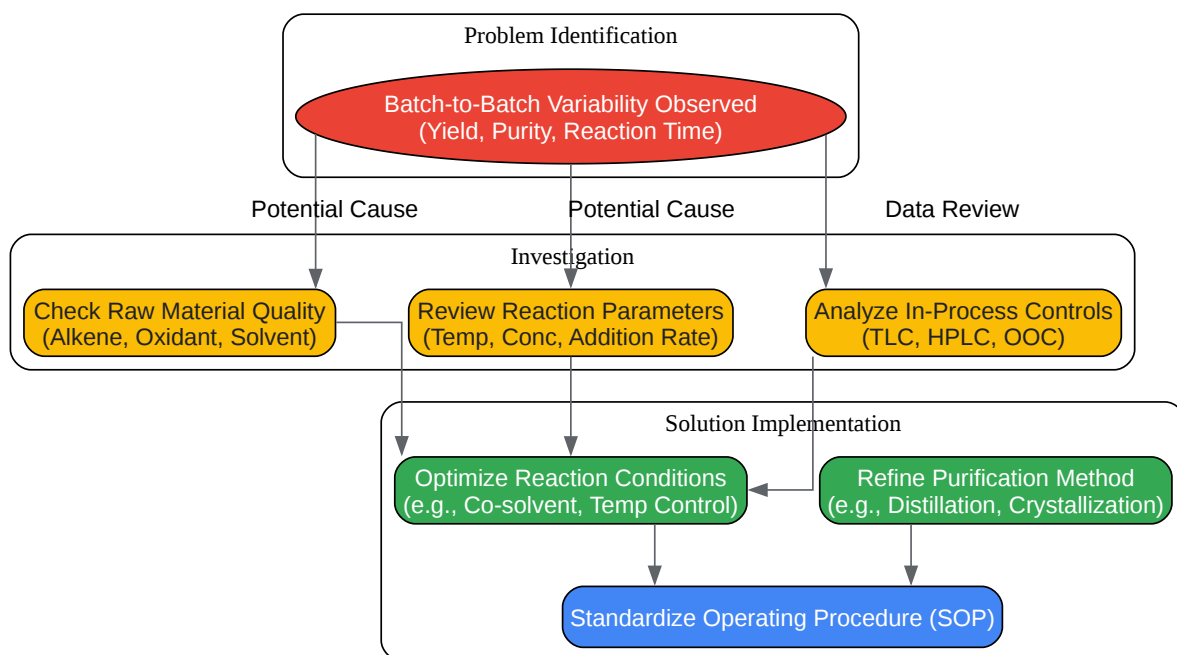 Problem Identification
Batch-to-Batch Variability Observed
(Yield, Purity, Reaction Time)
Potential Cause
Potential Cause
Data Review
Investigation
Check Raw Material Quality
(Alkene, Oxidant, Solvent)
Review Reaction Parameters
(Temp, Conc, Addition Rate)
Analyze In-Process Controls
(TLC, HPLC, OOC)
Solution Implementation
Optimize Reaction Conditions
(e.g., Co-solvent, Temp Control)
Refine Purification Method
(e.g., Distillation, Crystallization)
Standardize Operating Procedure (SOP)